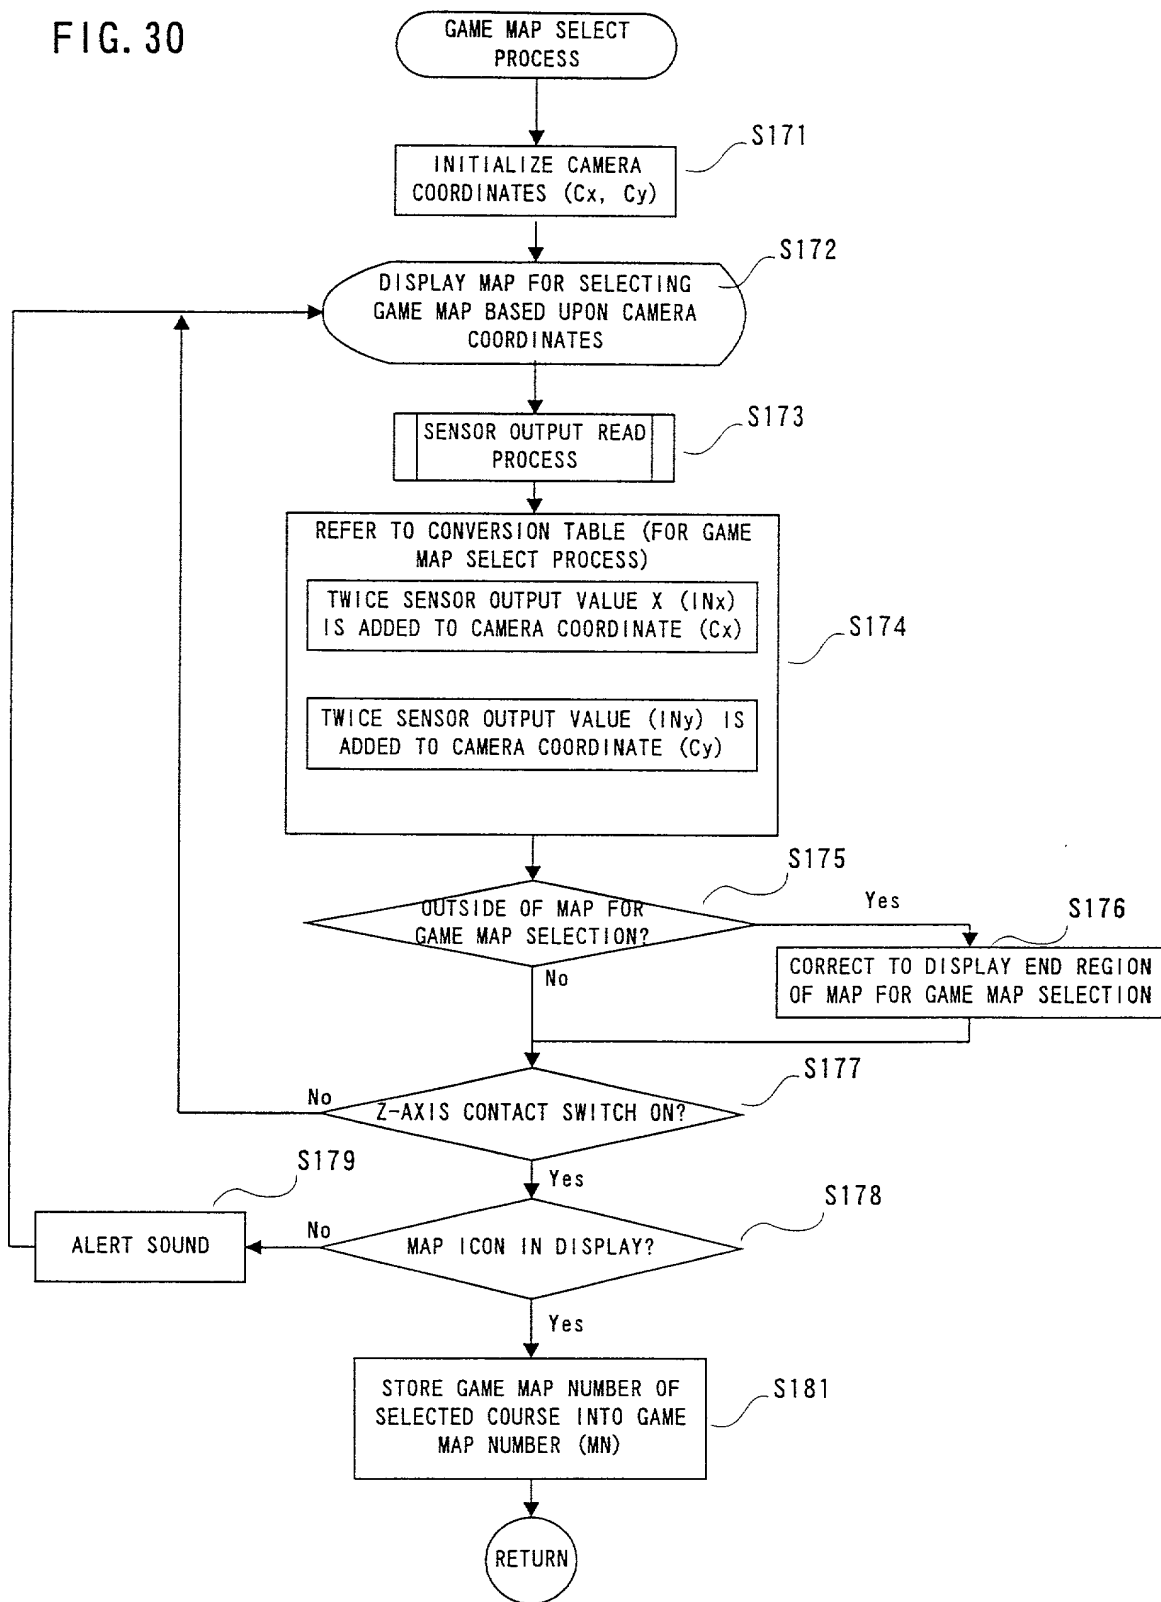 FIG. 30
GAME MAP SELECT
PROCESS
S171
INITIALIZE CAMERA
COORDINATES (Cx, Cy)
S172
DISPLAY MAP FOR SELECTING
GAME MAP BASED UPON CAMERA
COORDINATES
S173
SENSOR OUTPUT READ
PROCESS
REFER TO CONVERSION TABLE (FOR GAME
MAP SELECT PROCESS)
TWICE SENSOR OUTPUT VALUE X (INx)
IS ADDED TO CAMERA COORDINATE (Cx)
S174
TWICE SENSOR OUTPUT VALUE (INy) IS
ADDED TO CAMERA COORDINATE (Cy)
S175
OUTSIDE OF MAP FOR
GAME MAP SELECTION?
Yes
S176
No
CORRECT TO DISPLAY END REGION
OF MAP FOR GAME MAP SELECTION
S177
No
Z-AXIS CONTACT SWITCH ON?
Yes
S179
S178
ALERT SOUND
No
MAP ICON IN DISPLAY?
Yes
S181
STORE GAME MAP NUMBER OF
SELECTED COURSE INTO GAME
MAP NUMBER (MN)
RETURN